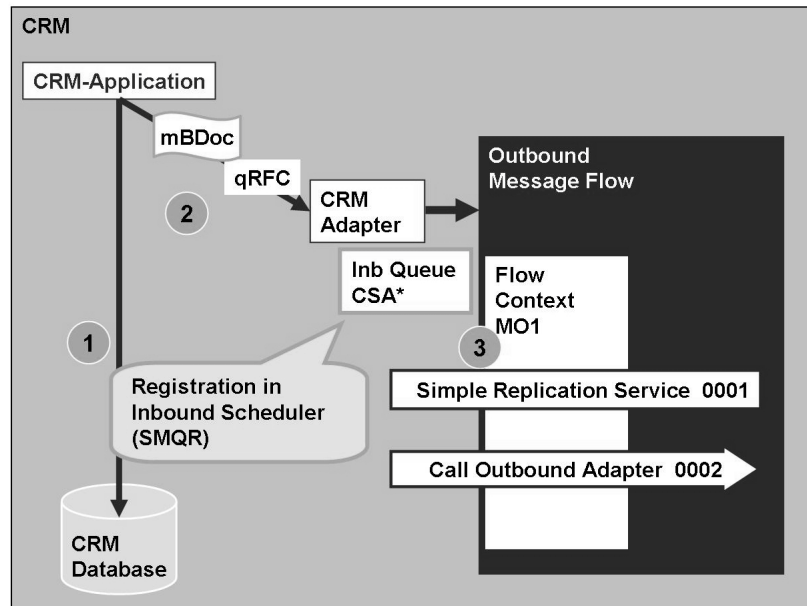 CRM
CRM-Application
mBDoc
qRFC
2
CRM
Adapter
Outbound
Message Flow
Inb Queue
CSA*
Flow
Context
MO1
1
3
Registration in
Inbound Scheduler
(SMQR)
Simple Replication Service 0001
Call Outbound Adapter 0002
CRM
Database